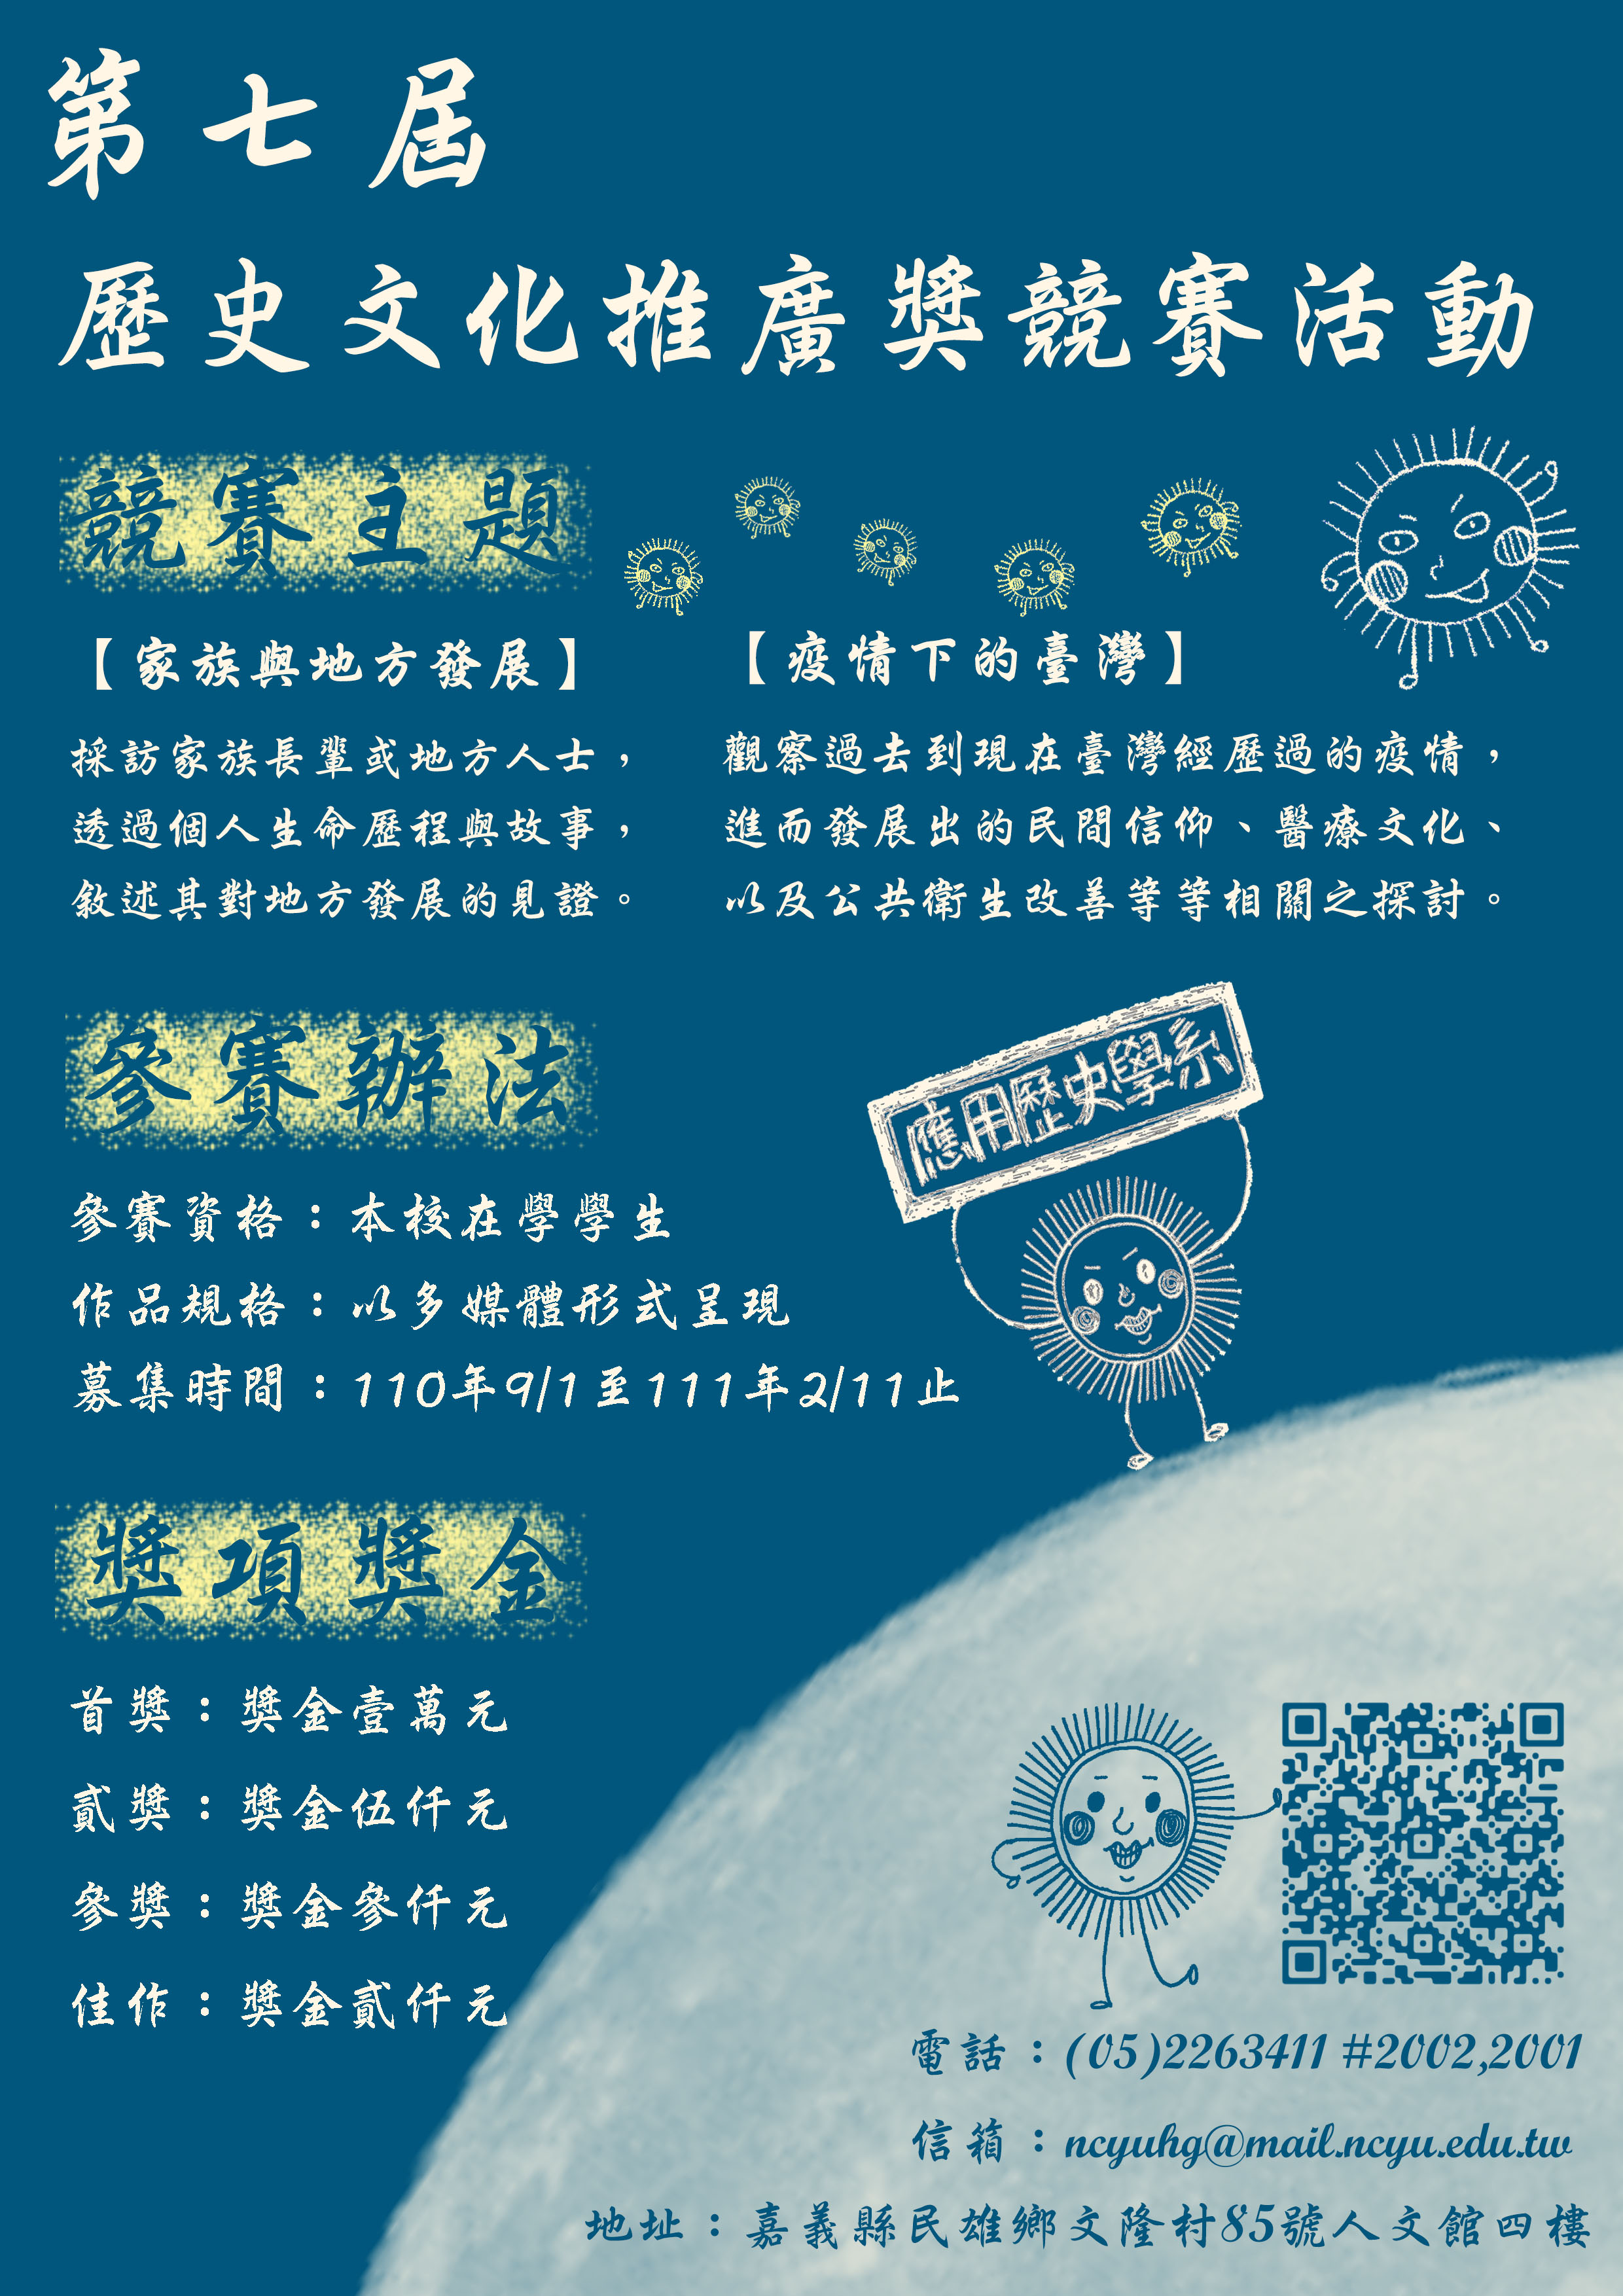 第七屆
歷史文化推廣獎競賽活動
競賽主題
【家族與地方發展】
採訪家族長輩或地方人士，
透過個人生命歷程與故事，
敘述其對地方發展的見證。
【疫情下的臺灣】
觀察過去到現在臺灣經歷過的疫情，
進而發展出的民間信仰、醫療文化、
以及公共衛生改善等等相關之探討。
參賽辦法
應用歷史學系
參賽資格：本校在學學生
作品規格：以多媒體形式呈現
募集時間：110年9/1至111年2/11止
獎項獎金
首獎：獎金壹萬元
貳獎：獎金伍仟元
參獎：獎金參仟元
佳作：獎金貳仟元
電話：(05)2263411 #2002,2001
信箱：ncyuhg@mail.ncyu.edu.tw
地址：嘉義縣民雄鄉文隆村85號人文館四樓